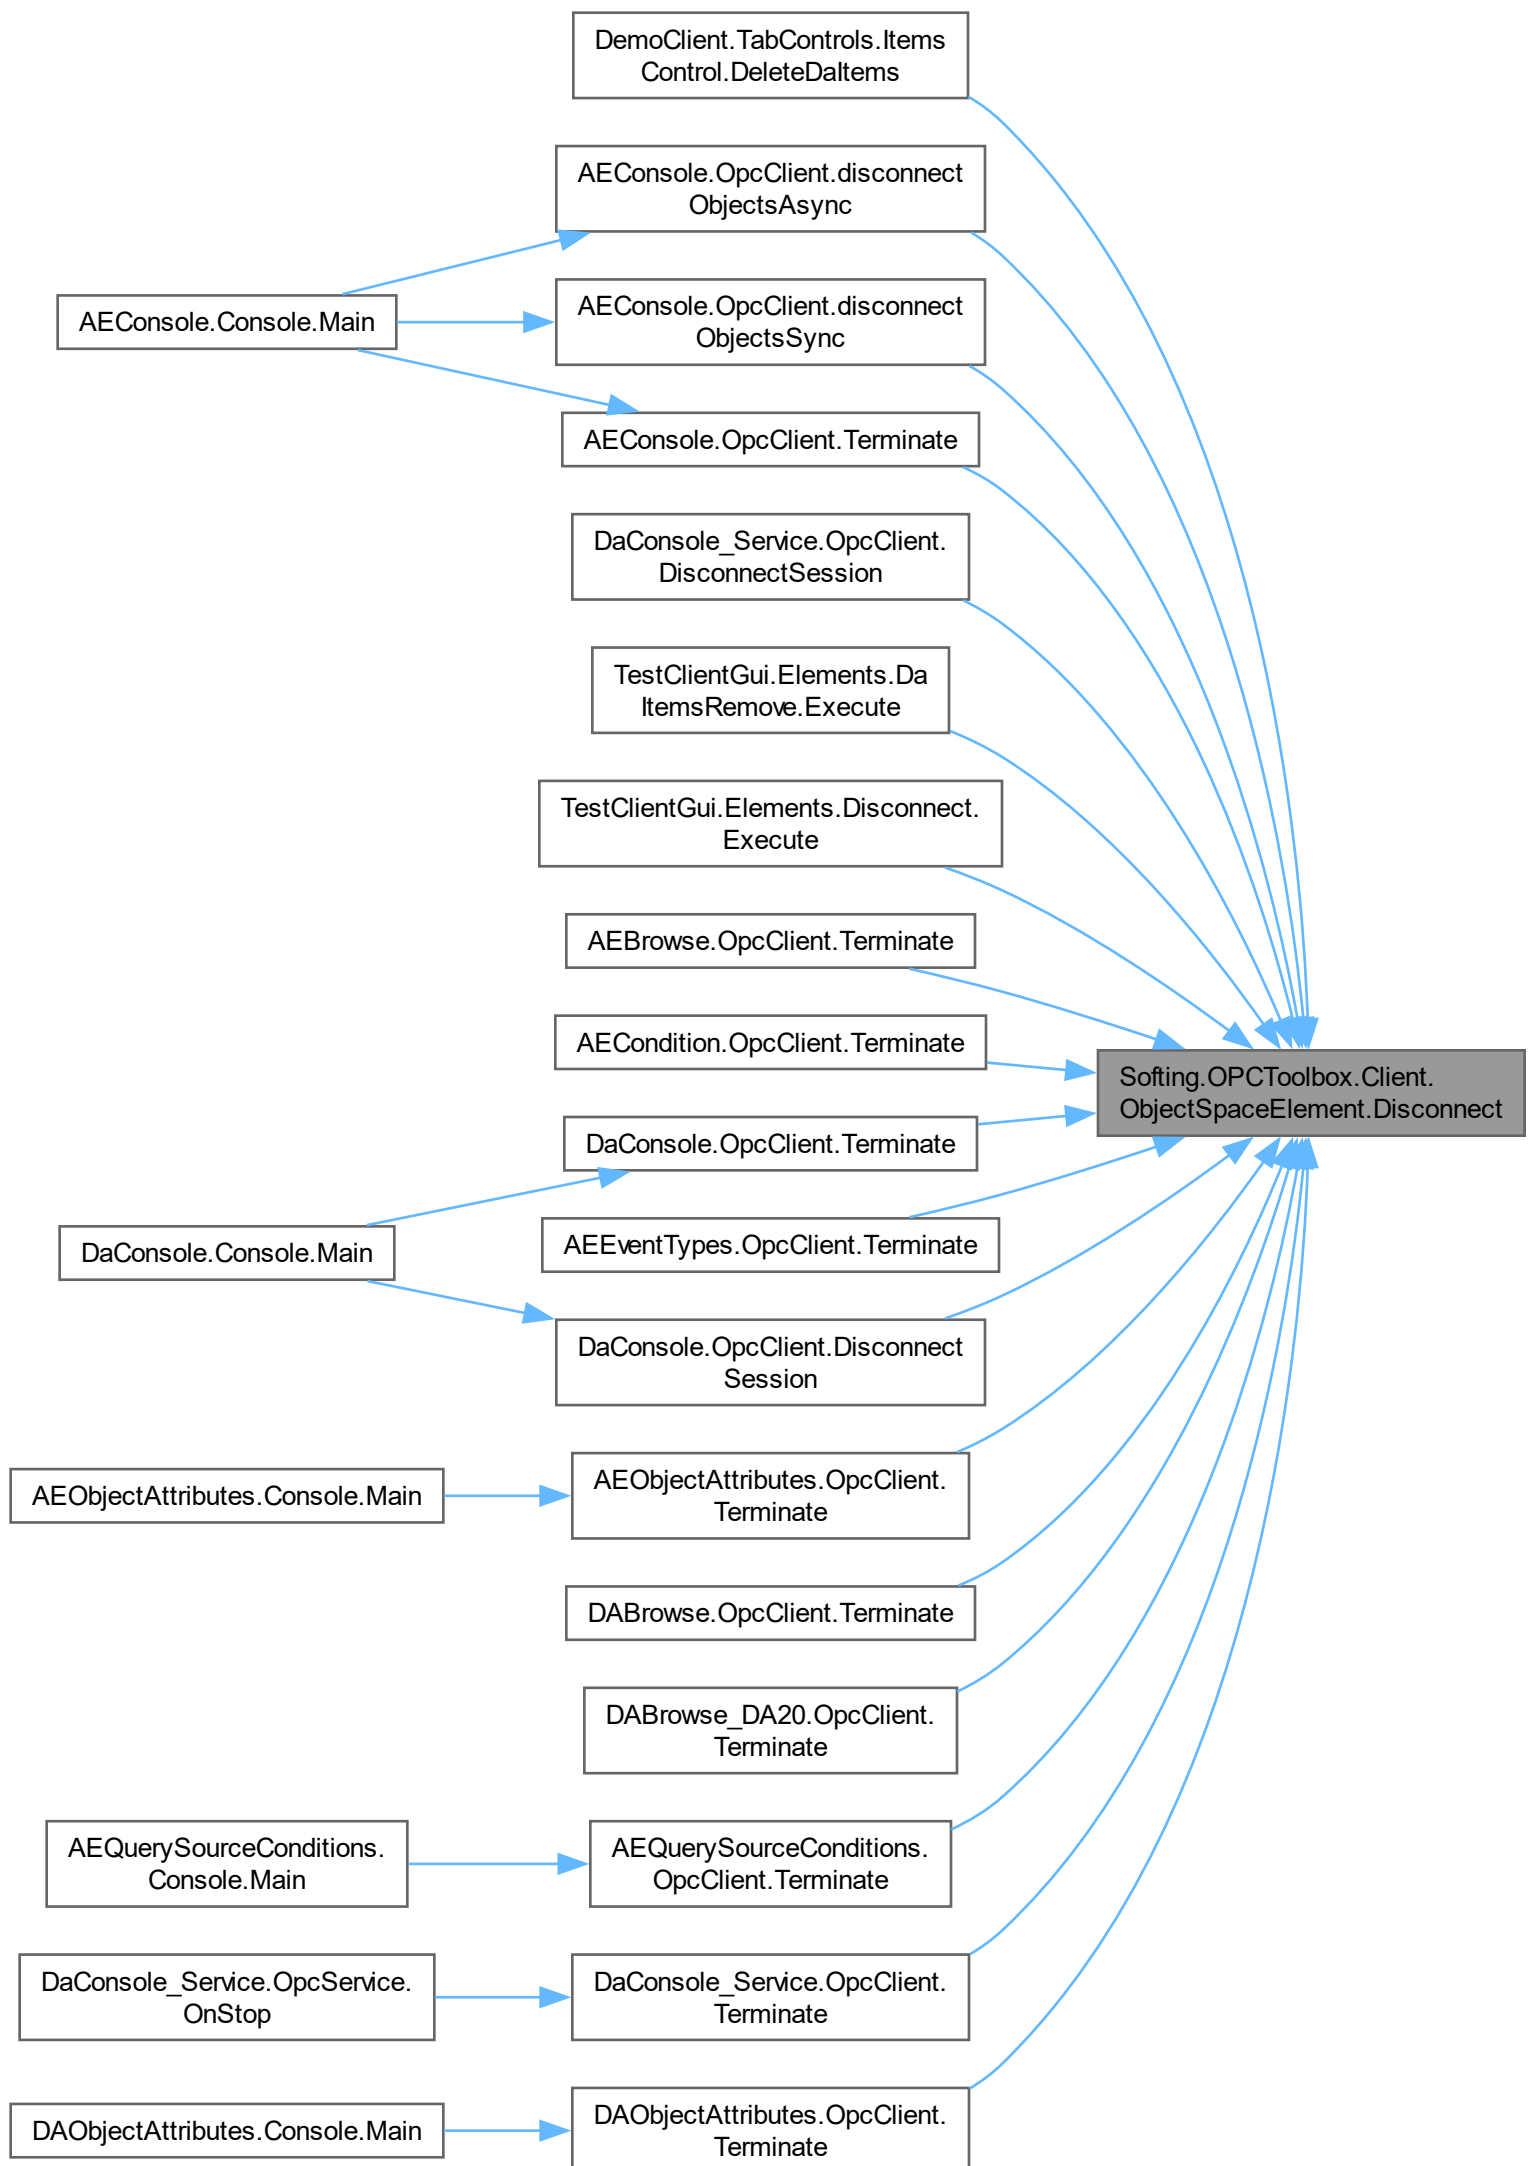 DemoClient.TabControls.Items
Control.DeleteDaItems
AEConsole.OpcClient.disconnect
ObjectsAsync
AEConsole.Console.Main
AEConsole.OpcClient.disconnect
ObjectsSync
AEConsole.OpcClient.Terminate
DaConsole_Service.OpcClient.
DisconnectSession
TestClientGui.Elements.Da
ItemsRemove.Execute
TestClientGui.Elements.Disconnect.
Execute
AEBrowse.OpcClient.Terminate
AECondition.OpcClient.Terminate
Softing.OPCToolbox.Client.
ObjectSpaceElement.Disconnect
DaConsole.OpcClient.Terminate
DaConsole.Console.Main
AEEventTypes.OpcClient.Terminate
DaConsole.OpcClient.Disconnect
Session
AEObjectAttributes.Console.Main
AEObjectAttributes.OpcClient.
Terminate
DABrowse.OpcClient.Terminate
DABrowse_DA20.OpcClient.
Terminate
AEQuerySourceConditions.
Console.Main
AEQuerySourceConditions.
OpcClient.Terminate
DaConsole_Service.OpcService.
OnStop
DaConsole_Service.OpcClient.
Terminate
DAObjectAttributes.Console.Main
DAObjectAttributes.OpcClient.
Terminate